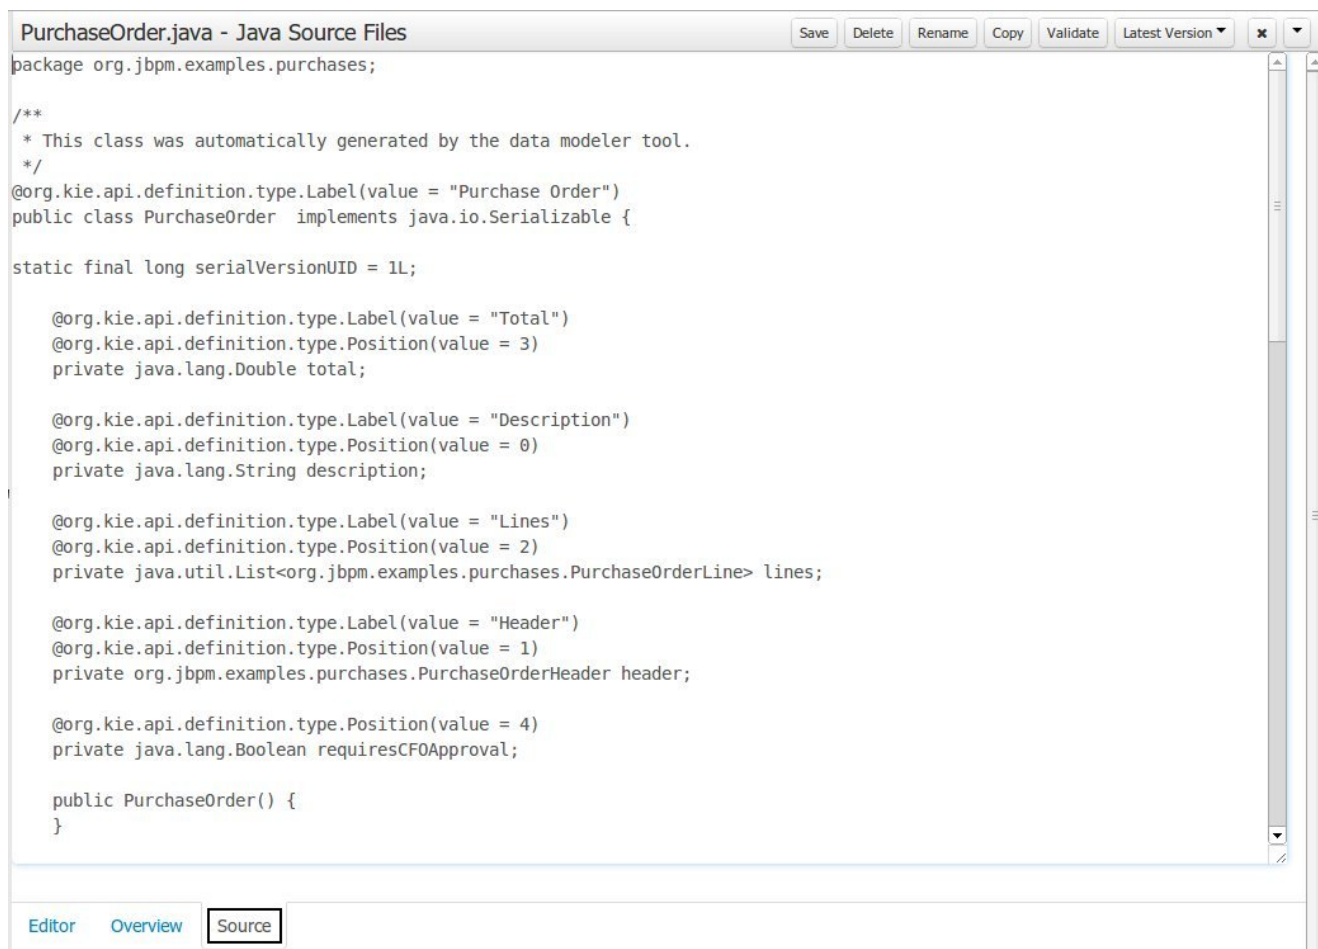 PurchaseOrder.java - Java Source Files
Save Delete Rename Copy Validate Latest Version
package org.jbpm.examples.purchases;
/**
 * This class was automatically generated by the data modeler tool.
 */
@org.kie.api.definition.type.Label(value = "Purchase Order")
public class PurchaseOrder  implements java.io.Serializable {
static final long serialVersionUID = 1L;
    @org.kie.api.definition.type.Label(value = "Total")
    @org.kie.api.definition.type.Position(value = 3)
    private java.lang.Double total;
    @org.kie.api.definition.type.Label(value = "Description")
    @org.kie.api.definition.type.Position(value = 0)
    private java.lang.String description;
    @org.kie.api.definition.type.Label(value = "Lines")
    @org.kie.api.definition.type.Position(value = 2)
    private java.util.List<org.jbpm.examples.purchases.PurchaseOrderLine> lines;
    @org.kie.api.definition.type.Label(value = "Header")
    @org.kie.api.definition.type.Position(value = 1)
    private org.jbpm.examples.purchases.PurchaseOrderHeader header;
    @org.kie.api.definition.type.Position(value = 4)
    private java.lang.Boolean requiresCFOApproval;
    public PurchaseOrder() {
    }
Editor Overview Source